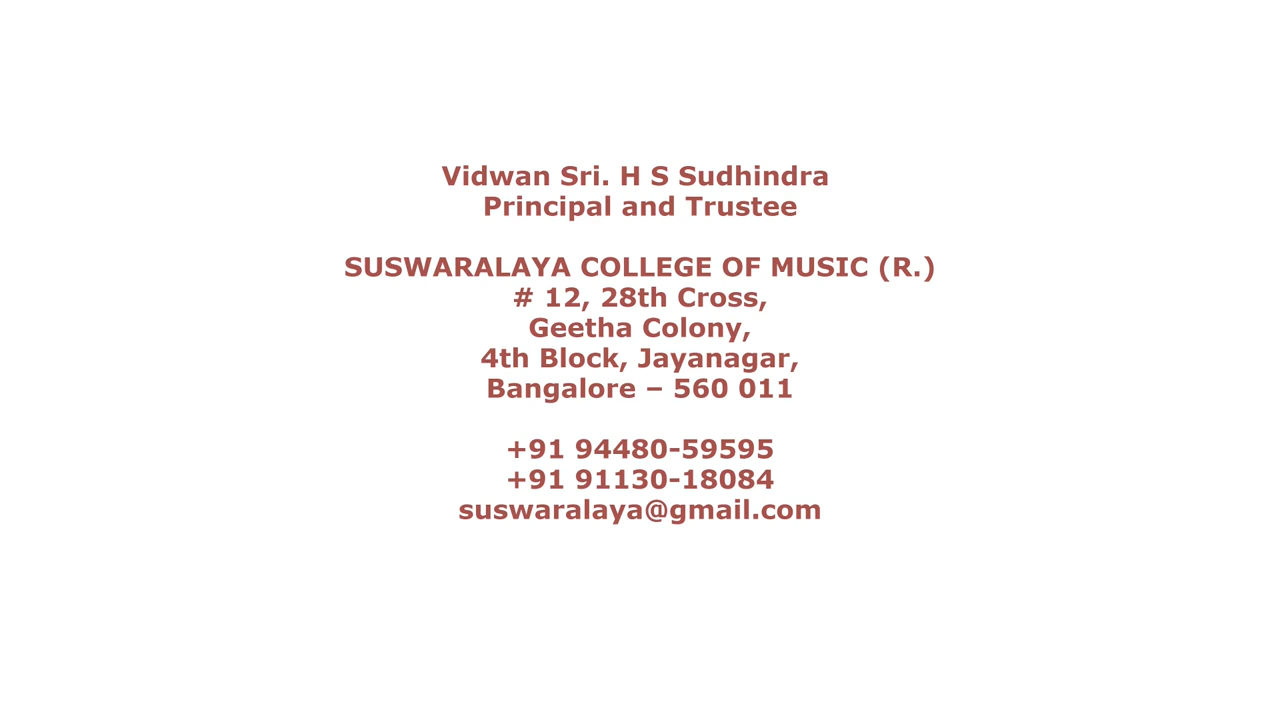 Vidwan Sri. H S Sudhindra
Principal and Trustee
SUSWARALAYA COLLEGE OF MUSIC (R.)
# 12, 28th Cross,
Geetha Colony,
4th Block, Jayanagar,
Bangalore – 560 011
+91 94480-59595
+91 91130-18084
suswaralaya@gmail.com